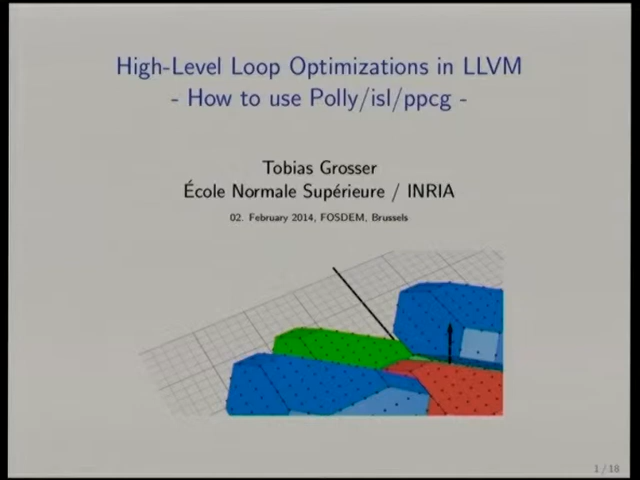 High-Level Loop Optimizations in LLVM
- How to use Polly/isl/ppcg -
Tobias Grosser
École Normale Supérieure / INRIA
02. February 2014, FOSDEM, Brussels
1 / 18